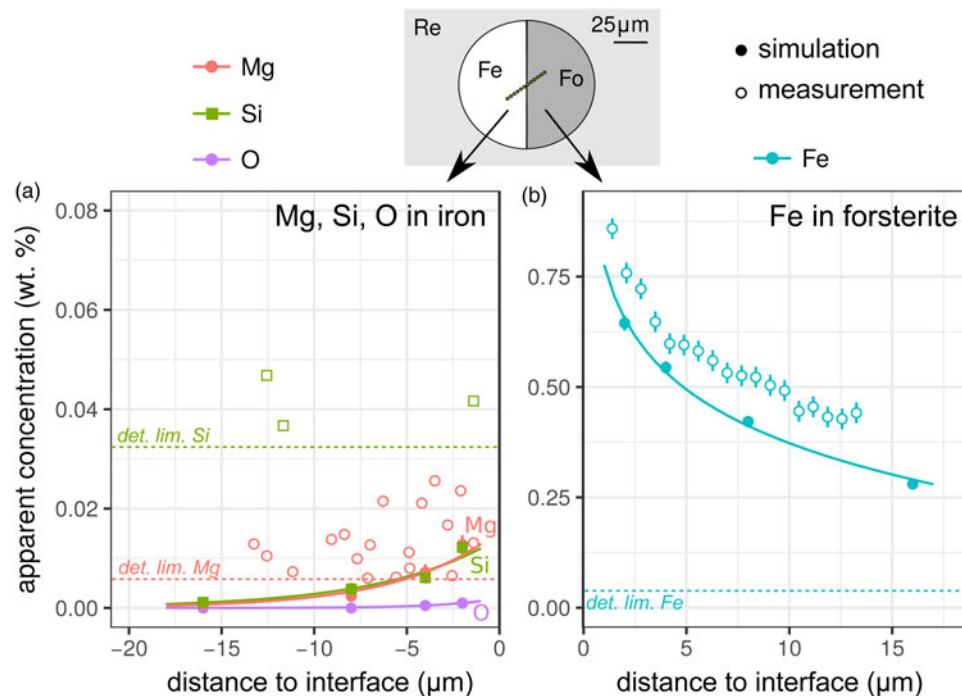 Re
25μm
Fe
Fo
Mg
Si
O
simulation
measurement
Fe
(a)
Mg, Si, O in iron
apparent concentration (wt. %)
0.08
0.06
0.04
0.02
0.00
det. lim. Si
det. lim. Mg
Mg
Si
O
−20
−15
−10
−5
distance to interface (μm)
(b)
Fe in forsterite
0.75
0.50
0.25
0.00
det. lim. Fe
0
5
10
15
distance to interface (μm)